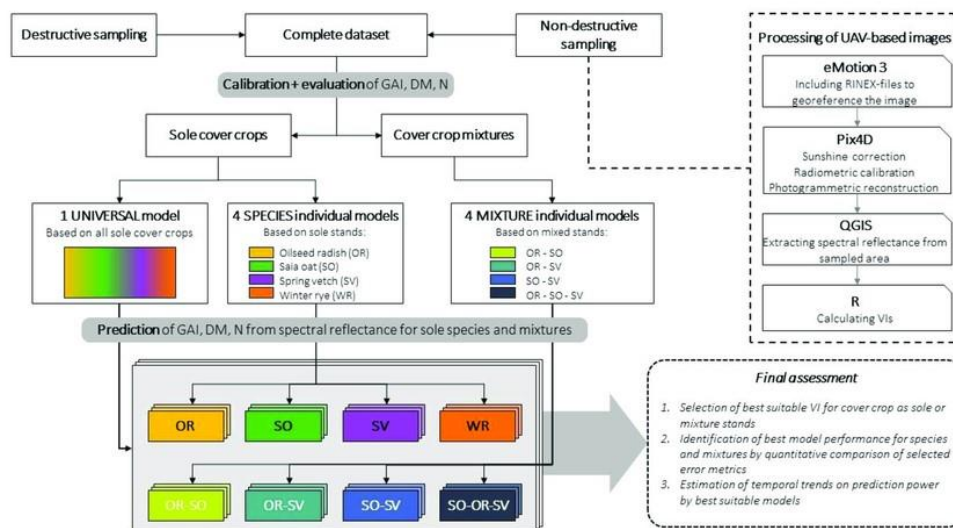 Destructive sampling
Complete dataset
Non-destructive
sampling
Calibration + evaluation of GAI, DM, N
Sole cover crops
Cover crop mixtures
1 UNIVERSAL model
Based on all sole cover crops
4 SPECIES individual models
Based on sole stands:
Oilseed radish (OR)
Saia oat (SO)
Spring vetch (SV)
Winter rye (WR)
4 MIXTURE individual models
Based on mixed stands:
OR - SO
OR - SV
SO - SV
OR - SO - SV
Prediction of GAI, DM, N from spectral reflectance for sole species and mixtures
OR
SO
SV
WR
OR-SO
OR-SV
SO-SV
SO-OR-SV
Processing of UAV-based images
eMotion 3
Including RINEX-files to
georeference the image
Pix4D
Sunshine correction
Radiometric calibration
Photogrammetric reconstruction
QGIS
Extracting spectral reflectance from
sampled area
R
Calculating VIs
Final assessment
1. Selection of best suitable VI for cover crop as sole or
mixture stands
2. Identification of best model performance for species
and mixtures by quantitative comparison of selected
error metrics
3. Estimation of temporal trends on prediction power
by best suitable models